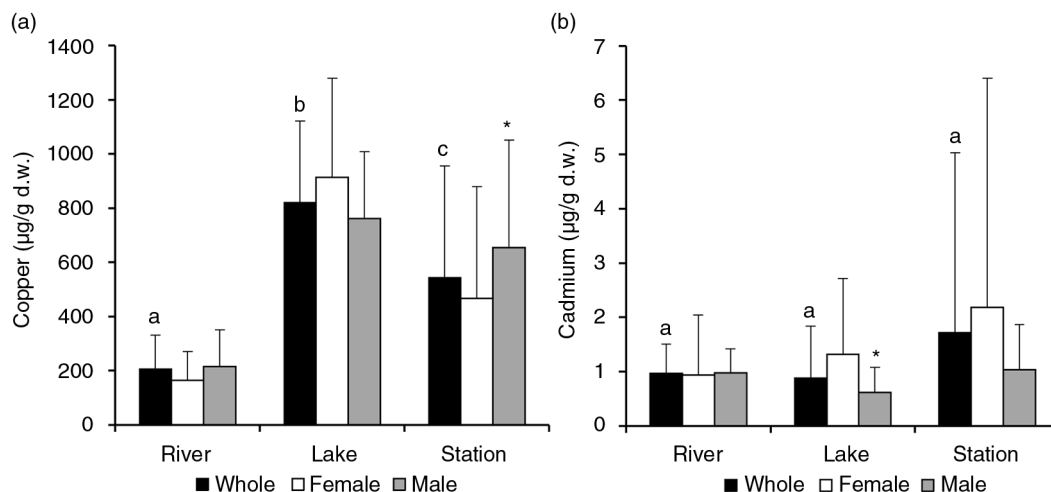 (a)
Copper (µg/g d.w.)
1400
1200
1000
800
600
400
200
0
a
b
c
*
River Lake Station
Whole Female Male
(b)
Cadmium (µg/g d.w.)
7
6
5
4
3
2
1
0
a
a
*
a
River Lake Station
Whole Female Male